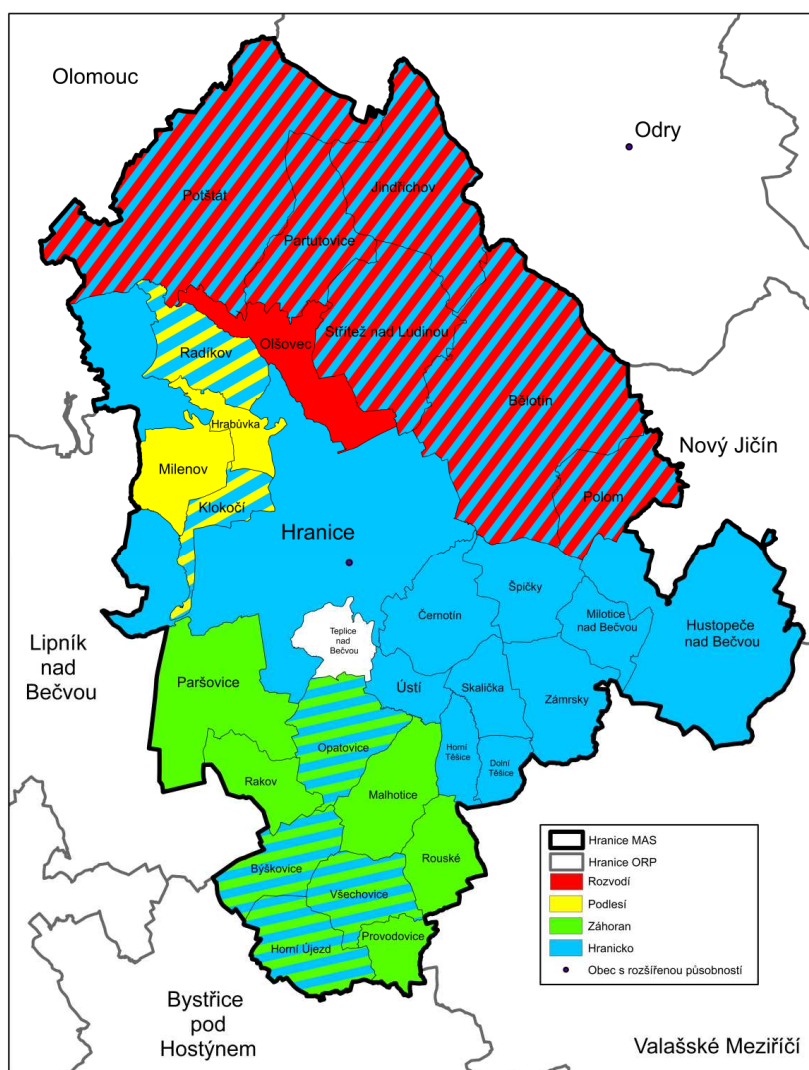 Olomouc
Odry
Potštát
Jindřichov
Partutovice
Střítež nad Ludinou
Olšovec
Radíkov
Bělotín
Hrabůvka
Nový Jičín
Milenov
Polom
Klokočí
Hranice
Špičky
Černotín
Milotice
nad Bečvou
Hustopeče
nad Bečvou
Teplice
nad
Bečvou
Lipník
nad
Bečvou
Paršovice
Ústí
Skalička
Zámrsky
Opatovice
Horní
Těšice
Dolní
Těšice
Rakov
Malhotice
Rouské
Býškovice
Všechovice
Provodovice
Horní Újezd
Hranice MAS
Hranice ORP
Rozvodí
Podlesí
Záhoran
Hranicko
Obec s rozšířenou působností
Bystřice
pod
Hostýnem
Valašské Meziříčí